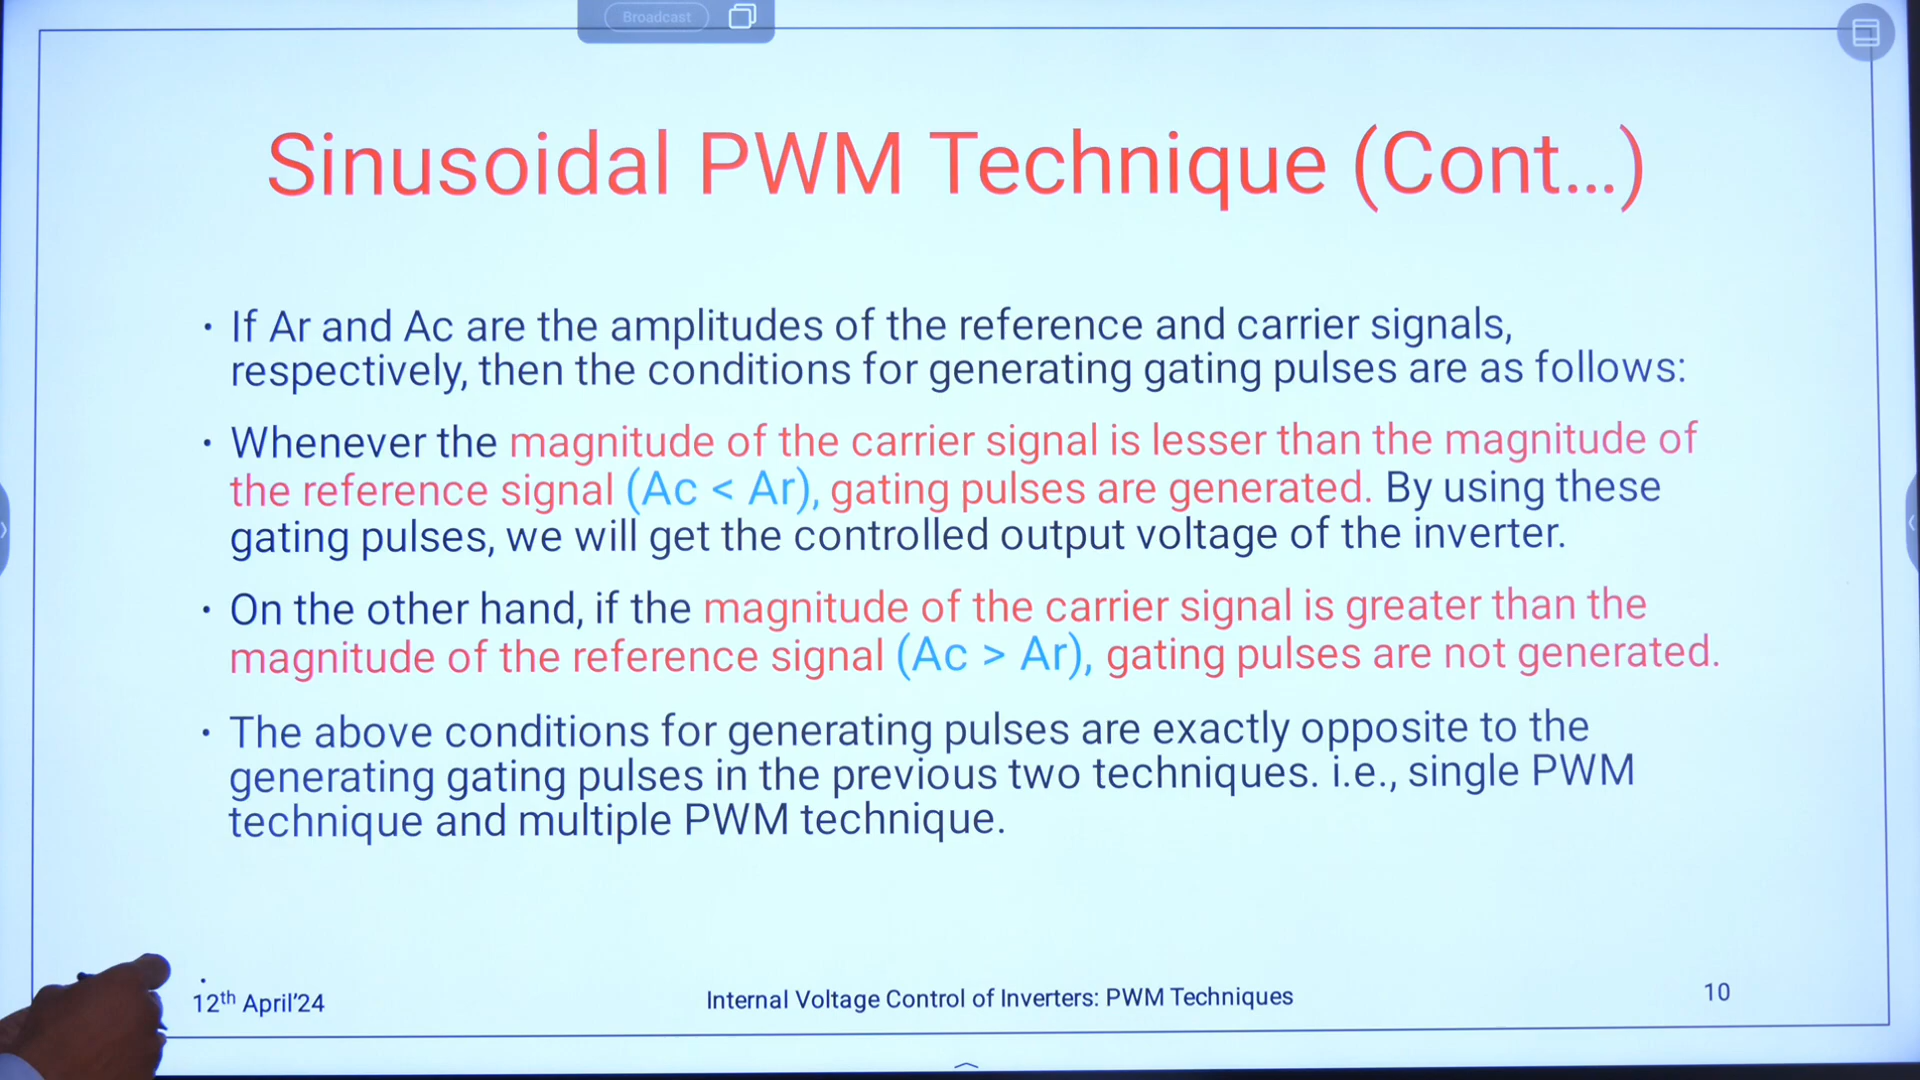 Broadcast
Sinusoidal PWM Technique (Cont...)
• If Ar and Ac are the amplitudes of the reference and carrier signals,
respectively, then the conditions for generating gating pulses are as follows:
• Whenever the magnitude of the carrier signal is lesser than the magnitude of
the reference signal (Ac < Ar), gating pulses are generated. By using these
gating pulses, we will get the controlled output voltage of the inverter.
• On the other hand, if the magnitude of the carrier signal is greater than the
magnitude of the reference signal (Ac > Ar), gating pulses are not generated.
• The above conditions for generating pulses are exactly opposite to the
generating gating pulses in the previous two techniques. i.e., single PWM
technique and multiple PWM technique.
12th April'24
Internal Voltage Control of Inverters: PWM Techniques
10